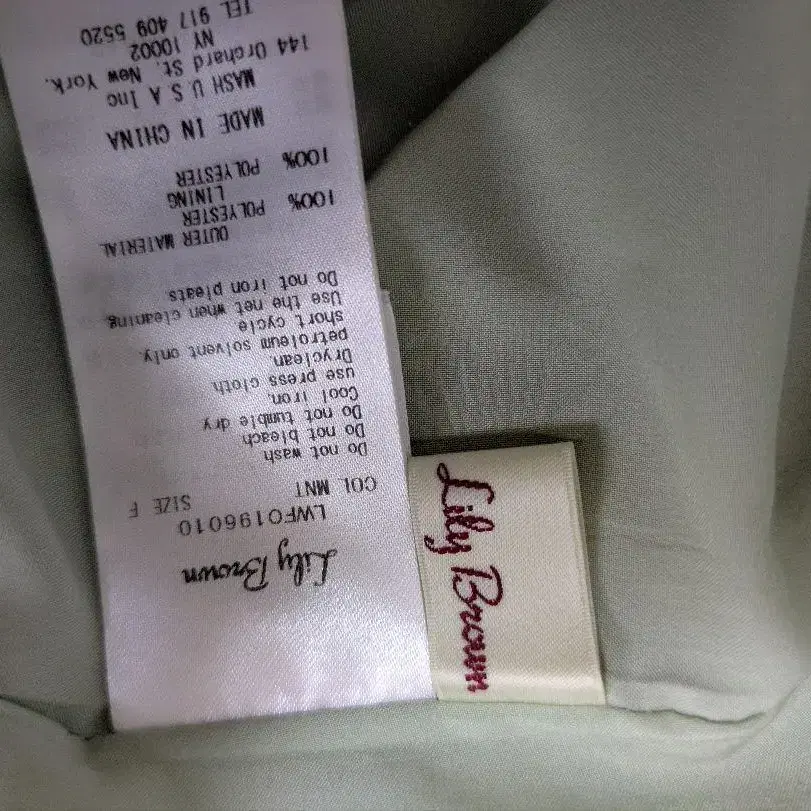 Lily Brown
LWFO196010
COL MNT SIZE F
Do not wash
Do not bleach
Do not tumble dry
Cool iron,
use press cloth
Dryclean,
petroleum solvent only.
short cycle
Use the net when cleaning
Do not iron pleats
OUTER MATERIAL
100% POLYESTER
LINING
100% POLYESTER
MADE IN CHINA
MASH U S A Inc
144 Orchard St. New York.
NY 10002
TEL 917 409 5520
Lily Brown